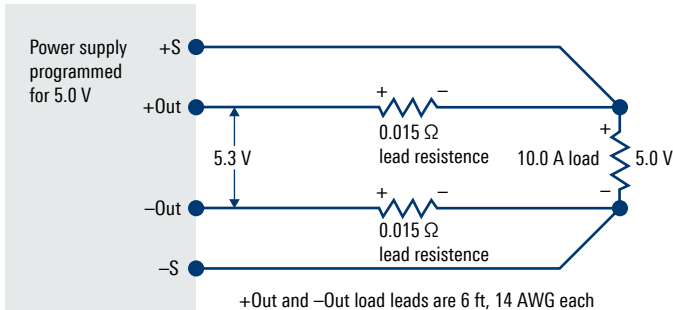 Power supply
programmed
for 5.0 V
+S
+Out
5.3 V
–Out
–S
+ –
0.015 Ω
lead resistence
+ –
0.015 Ω
lead resistence
10.0 A load
+
–
5.0 V
+Out and –Out load leads are 6 ft, 14 AWG each